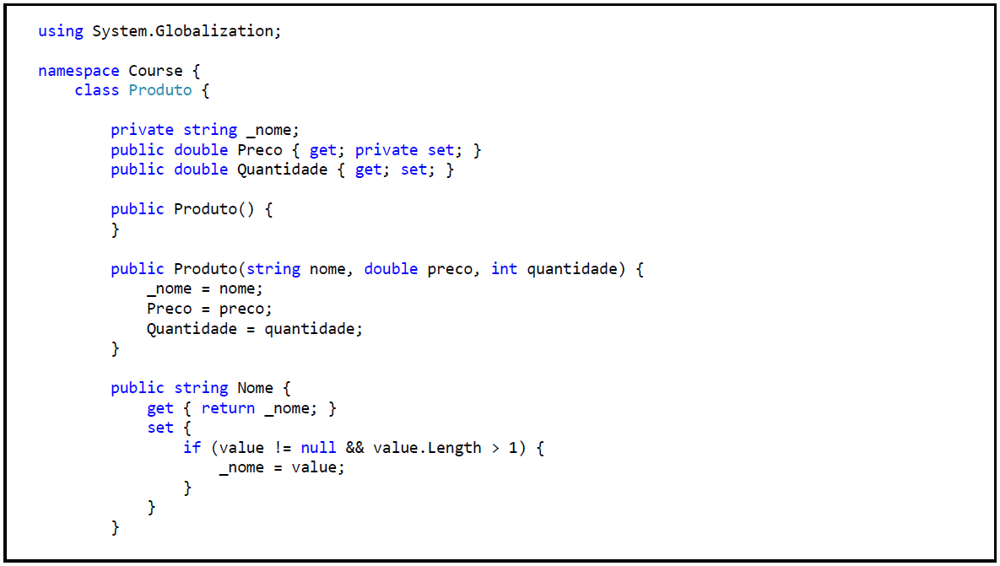 using System.Globalization;
namespace Course {
class Produto {
private string _nome;
public double Preco { get; private set; }
public double Quantidade { get; set; }
public Produto() {
}
public Produto(string nome, double preco, int quantidade) {
_nome = nome;
Preco = preco;
Quantidade = quantidade;
}
public string Nome {
get { return _nome; }
set {
if (value != null && value.Length > 1) {
_nome = value;
}
}
}